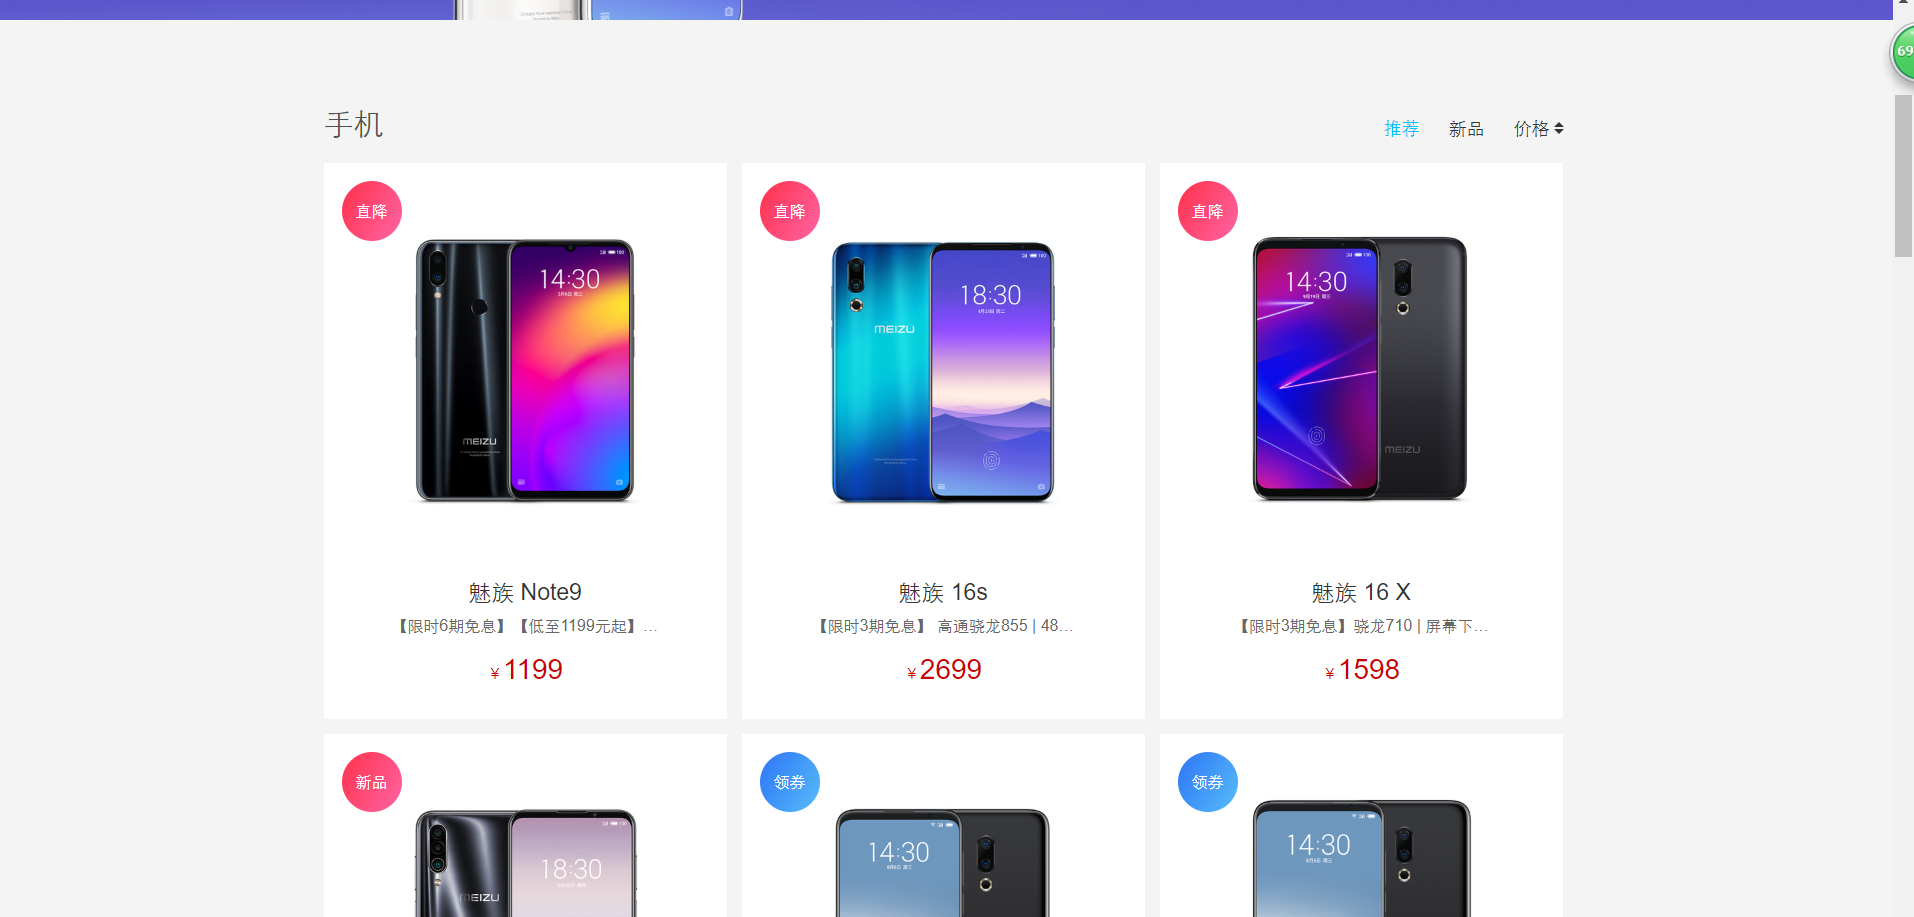 69
手机
推荐 新品 价格
直降
14:30
MEIZU
魅族 Note9
【限时6期免息】【低至1199元起】...
¥ 1199
直降
18:30
MEIZU
魅族 16s
【限时3期免息】 高通骁龙855 | 48...
¥ 2699
直降
14:30
MEIZU
魅族 16 X
【限时3期免息】骁龙710 | 屏幕下...
¥ 1598
新品
18:30
MEIZU
领券
14:30
领券
14:30